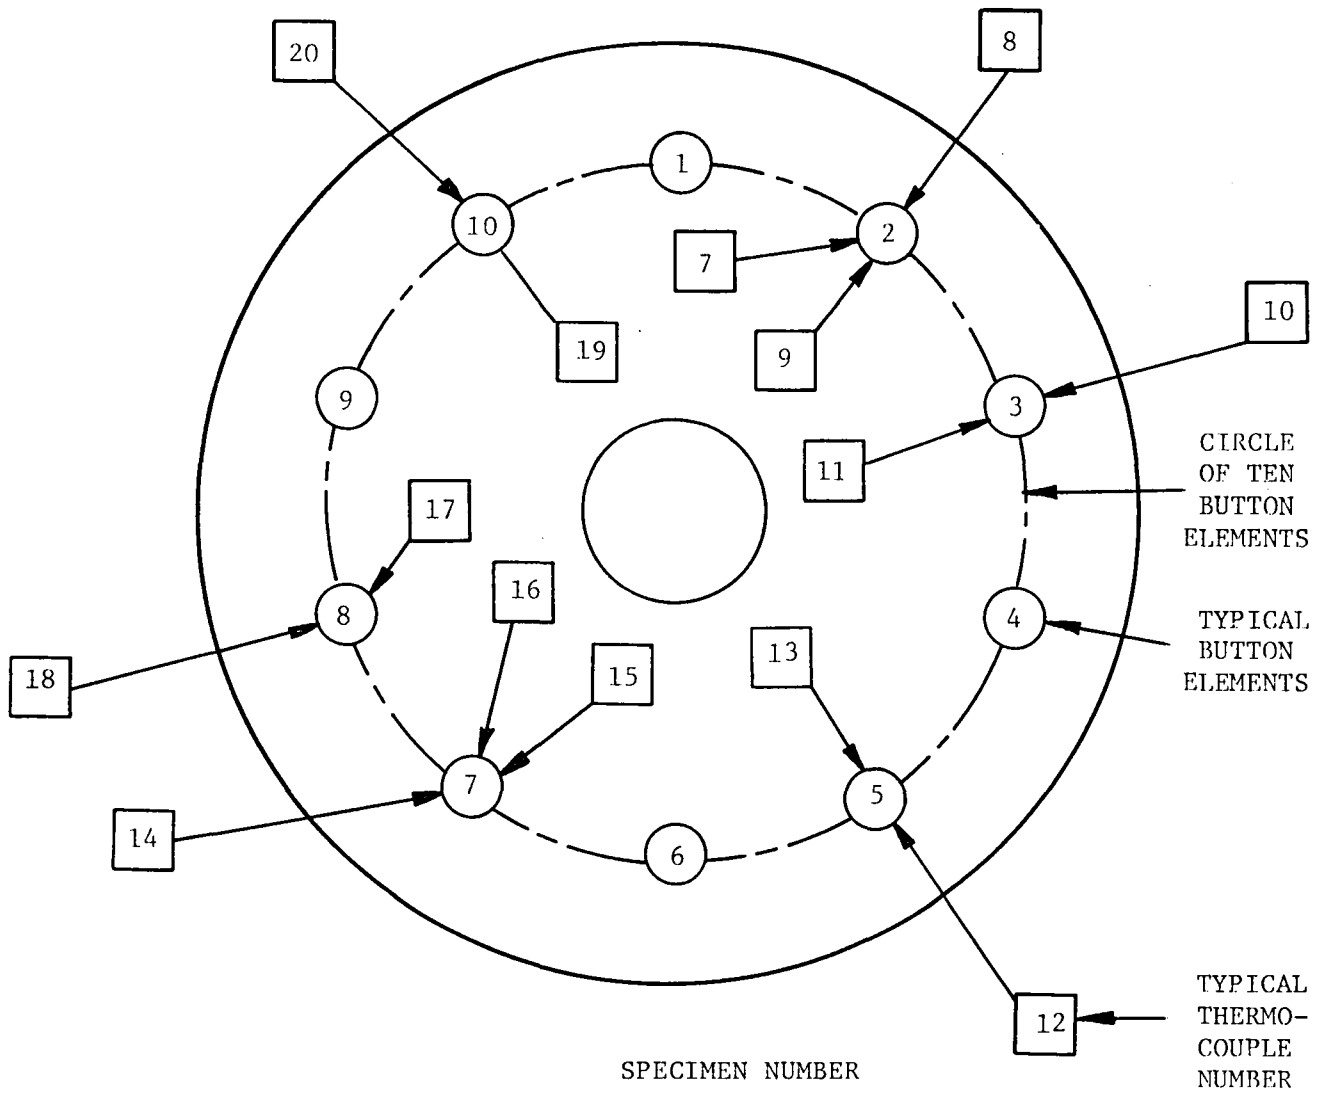 20
8
1
10
2
7
10
19
9
9
3
11
CIRCLE
OF TEN
BUTTON
ELEMENTS
17
16
8
4
TYPICAL
BUTTON
ELEMENTS
13
15
18
7
5
14
6
12
TYPICAL
THERMO-
COUPLE
NUMBER
SPECIMEN NUMBER